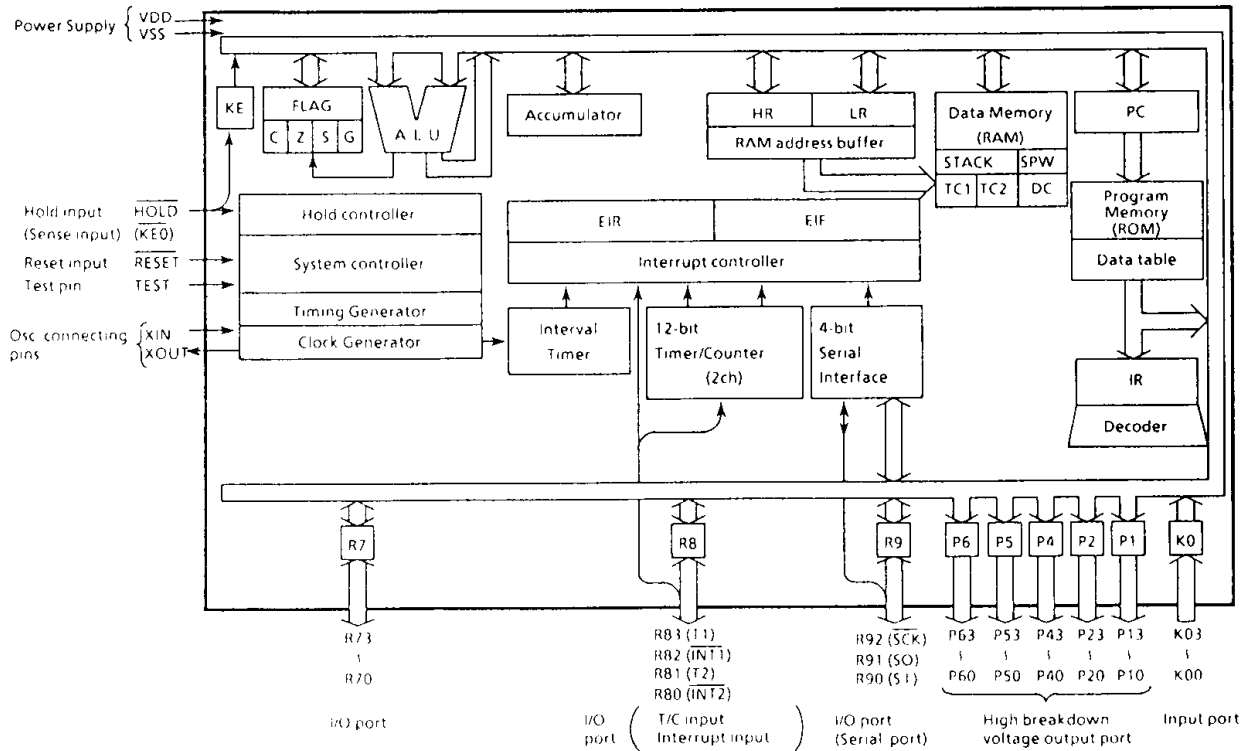 Power Supply { VDD
VSS
KE
FLAG
C Z S G
A L U
Accumulator
HR LR
RAM address buffer
Data Memory
(RAM)
STACK SPW
TC1 TC2 DC
PC
Program
Memory
(ROM)
Data table
IR
Decoder
Hold input HOLD
(Sense input) (KE0)
Reset input RESET
Test pin TEST
Osc connecting { XIN
pins XOUT
Hold controller
System controller
Timing Generator
Clock Generator
EIR EIF
Interrupt controller
Interval
Timer
12-bit
Timer/Counter
(2ch)
4-bit
Serial
Interface
R7 R8 R9 P6 P5 P4 P2 P1 K0
R73
~
R70
I/O port
R83 (T1)
R82 (INT1)
R81 (T2)
R80 (INT2)
I/O
port
( T/C input
Interrupt input )
R92 (SCK)
R91 (SO)
R90 (SI)
I/O port
(Serial port)
P63 P53 P43 P23 P13
~ ~ ~ ~ ~
P60 P50 P40 P20 P10
High breakdown
voltage output port
K03
~
K00
Input port